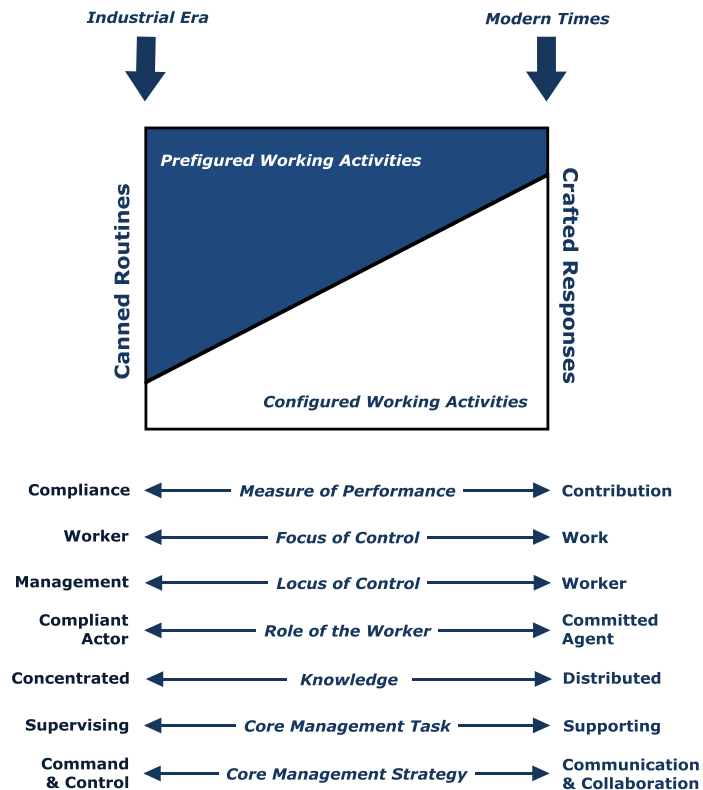 Industrial Era
Modern Times
Prefigured Working Activities
Canned Routines
Crafted Responses
Configured Working Activities
Compliance Measure of Performance Contribution
Worker Focus of Control Work
Management Locus of Control Worker
Compliant Actor Role of the Worker Committed Agent
Concentrated Knowledge Distributed
Supervising Core Management Task Supporting
Command & Control Core Management Strategy Communication & Collaboration